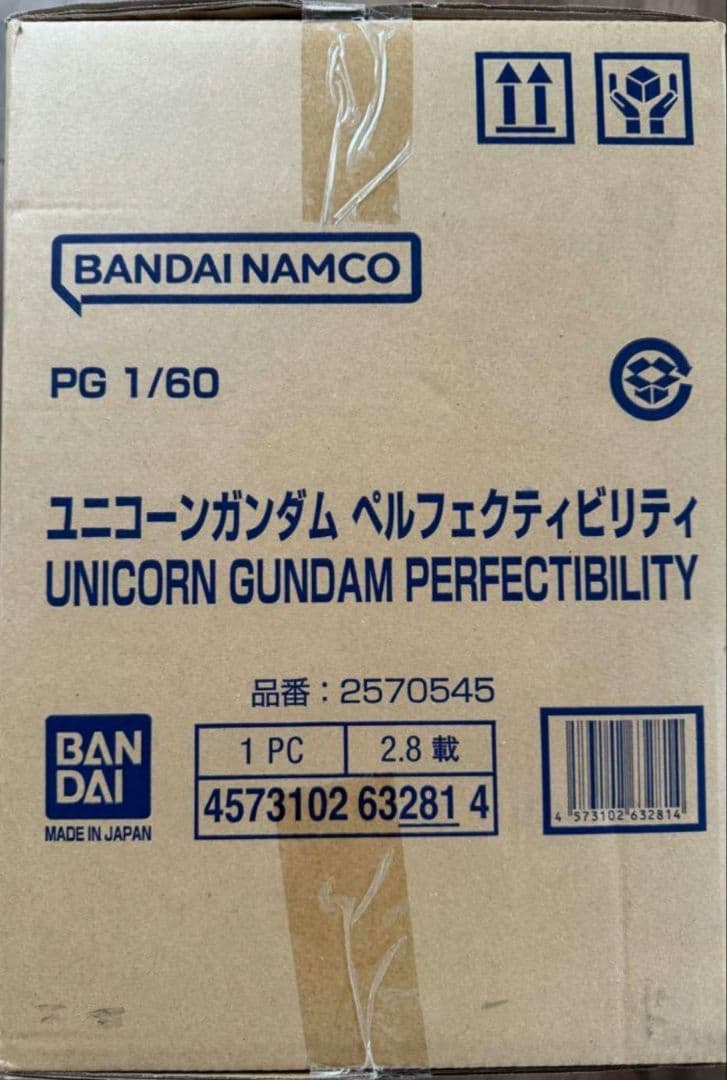 BANDAI NAMCO
PG 1/60
ユニコーンガンダム ペルフェクティビリティ
UNICORN GUNDAM PERFECTIBILITY
品番：2570545
BAN
DAI
MADE IN JAPAN
1 PC
2.8 載
4573102 63281 4
4 573102 632814